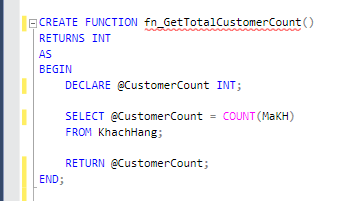 CREATE FUNCTION fn_GetTotalCustomerCount()
RETURNS INT
AS
BEGIN
DECLARE @CustomerCount INT;
SELECT @CustomerCount = COUNT(MaKH)
FROM KhachHang;
RETURN @CustomerCount;
END;